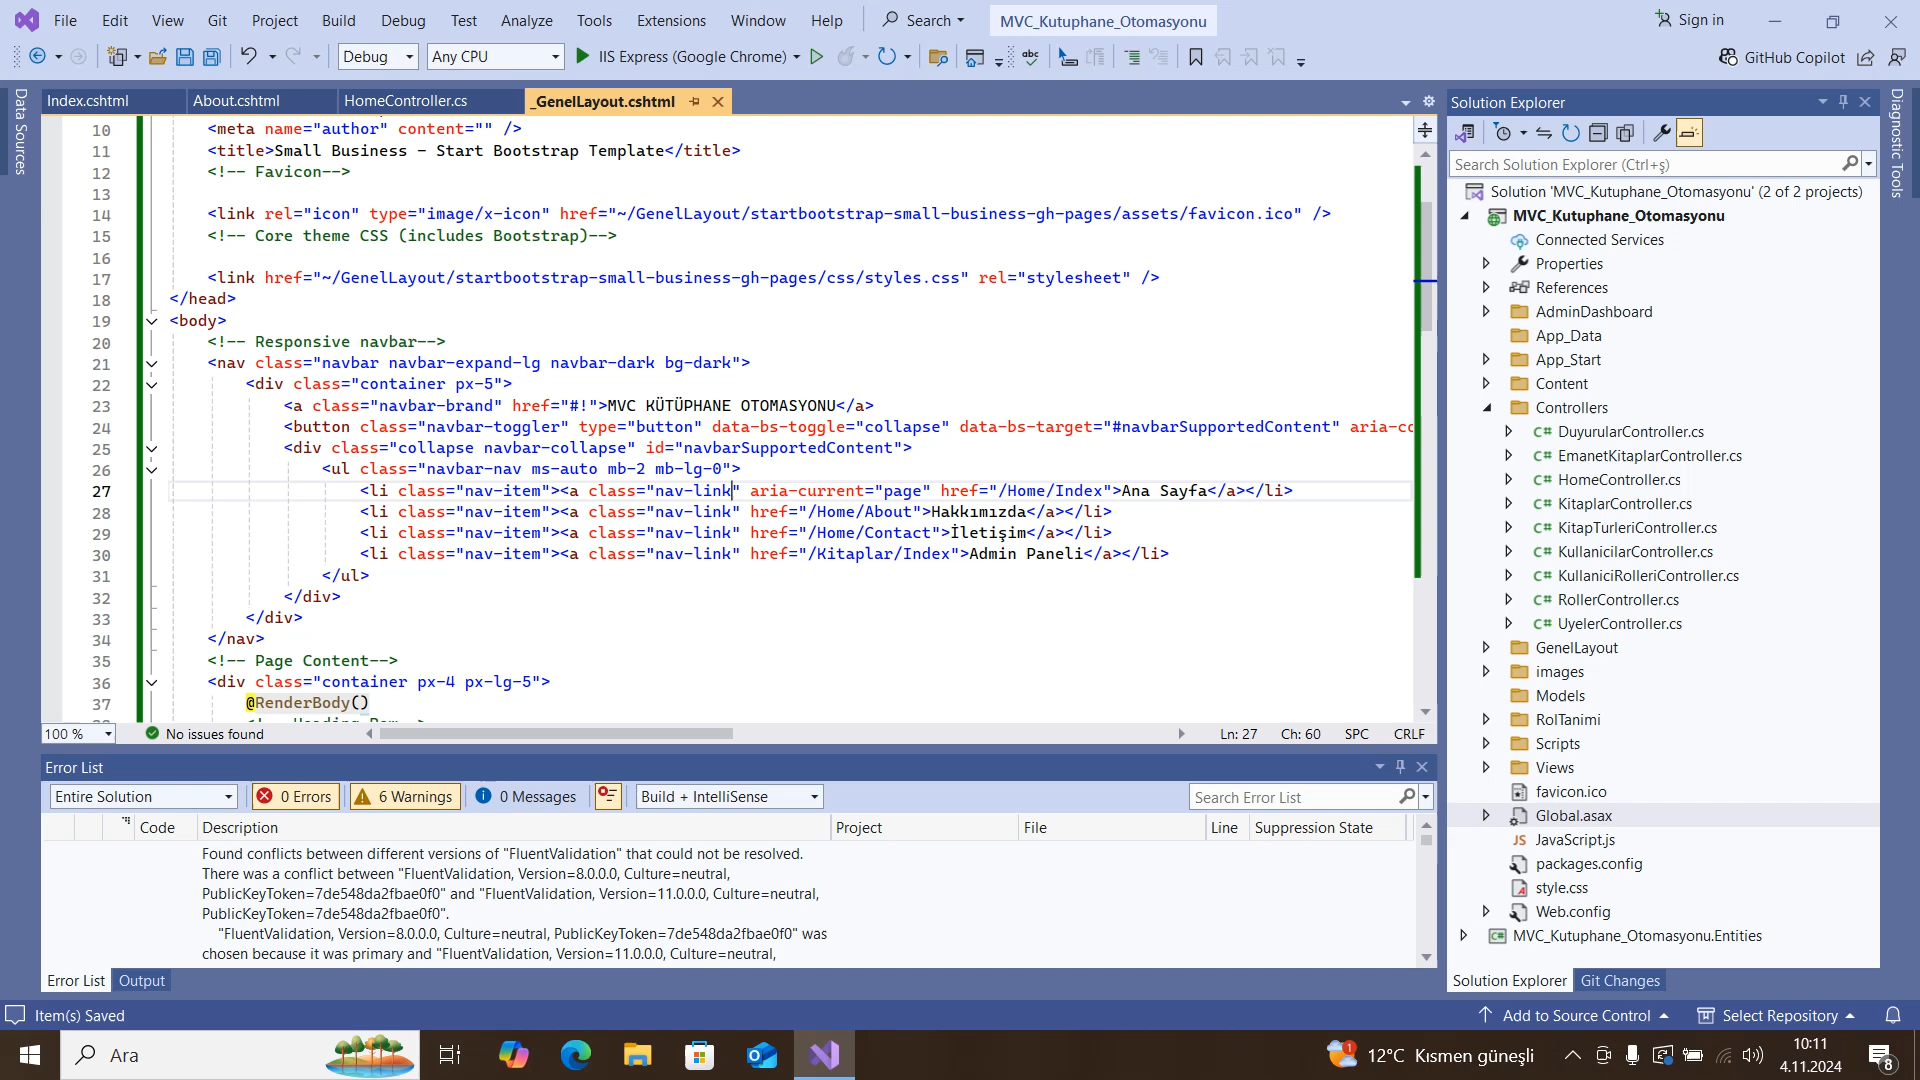 File Edit View Git Project Build Debug Test Analyze Tools Extensions Window Help Search MVC_Kutuphane_Otomasyonu Sign in
Debug Any CPU IIS Express (Google Chrome) GitHub Copilot
Data Sources
Index.cshtml About.cshtml HomeController.cs _GenelLayout.cshtml
10 <meta name="author" content="" />
11 <title>Small Business - Start Bootstrap Template</title>
12 <!-- Favicon-->
13
14 <link rel="icon" type="image/x-icon" href="~/GenelLayout/startbootstrap-small-business-gh-pages/assets/favicon.ico" />
15 <!-- Core theme CSS (includes Bootstrap)-->
16
17 <link href="~/GenelLayout/startbootstrap-small-business-gh-pages/css/styles.css" rel="stylesheet" />
18 </head>
19 <body>
20 <!-- Responsive navbar-->
21 <nav class="navbar navbar-expand-lg navbar-dark bg-dark">
22 <div class="container px-5">
23 <a class="navbar-brand" href="#!">MVC KÜTÜPHANE OTOMASYONU</a>
24 <button class="navbar-toggler" type="button" data-bs-toggle="collapse" data-bs-target="#navbarSupportedContent" aria-co
25 <div class="collapse navbar-collapse" id="navbarSupportedContent">
26 <ul class="navbar-nav ms-auto mb-2 mb-lg-0">
27 <li class="nav-item"><a class="nav-link" aria-current="page" href="/Home/Index">Ana Sayfa</a></li>
28 <li class="nav-item"><a class="nav-link" href="/Home/About">Hakkımızda</a></li>
29 <li class="nav-item"><a class="nav-link" href="/Home/Contact">İletişim</a></li>
30 <li class="nav-item"><a class="nav-link" href="/Kitaplar/Index">Admin Paneli</a></li>
31 </ul>
32 </div>
33 </div>
34 </nav>
35 <!-- Page Content-->
36 <div class="container px-4 px-lg-5">
37 @RenderBody()
100 % No issues found Ln: 27 Ch: 60 SPC CRLF
Error List
Entire Solution 0 Errors 6 Warnings 0 Messages Build + IntelliSense Search Error List
Code Description Project File Line Suppression State
Found conflicts between different versions of "FluentValidation" that could not be resolved.
There was a conflict between "FluentValidation, Version=8.0.0.0, Culture=neutral,
PublicKeyToken=7de548da2fbae0f0" and "FluentValidation, Version=11.0.0.0, Culture=neutral,
PublicKeyToken=7de548da2fbae0f0".
"FluentValidation, Version=8.0.0.0, Culture=neutral, PublicKeyToken=7de548da2fbae0f0" was
chosen because it was primary and "FluentValidation, Version=11.0.0.0, Culture=neutral,
Error List Output
Solution Explorer
Search Solution Explorer (Ctrl+ş)
Solution 'MVC_Kutuphane_Otomasyonu' (2 of 2 projects)
MVC_Kutuphane_Otomasyonu
Connected Services
Properties
References
AdminDashboard
App_Data
App_Start
Content
Controllers
C# DuyurularController.cs
C# EmanetKitaplarController.cs
C# HomeController.cs
C# KitaplarController.cs
C# KitapTurleriController.cs
C# KullanicilarController.cs
C# KullaniciRolleriController.cs
C# RollerController.cs
C# UyelerController.cs
GenelLayout
images
Models
RolTanimi
Scripts
Views
favicon.ico
Global.asax
JS JavaScript.js
packages.config
style.css
Web.config
C# MVC_Kutuphane_Otomasyonu.Entities
Solution Explorer Git Changes
Diagnostic Tools
Item(s) Saved Add to Source Control Select Repository
Ara 1 12°C Kısmen güneşli 10:11
4.11.2024
8